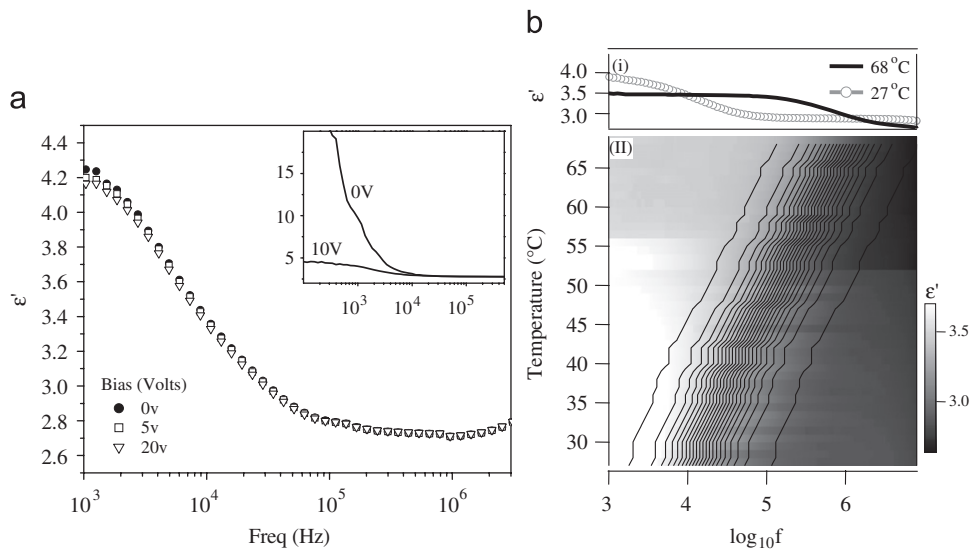 a
4.4
4.2
4.0
3.8
3.6
3.4
3.2
3.0
2.8
2.6
ε'
10³
10⁴
10⁵
10⁶
Freq (Hz)
Bias (Volts)
0v
5v
20v
15
10
5
0V
10V
10³
10⁴
10⁵
b
(i)
68 °C
27 °C
4.0
3.5
3.0
ε'
(II)
65
60
55
50
45
40
35
30
Temperature (°C)
3
4
5
6
log₁₀f
ε'
3.5
3.0